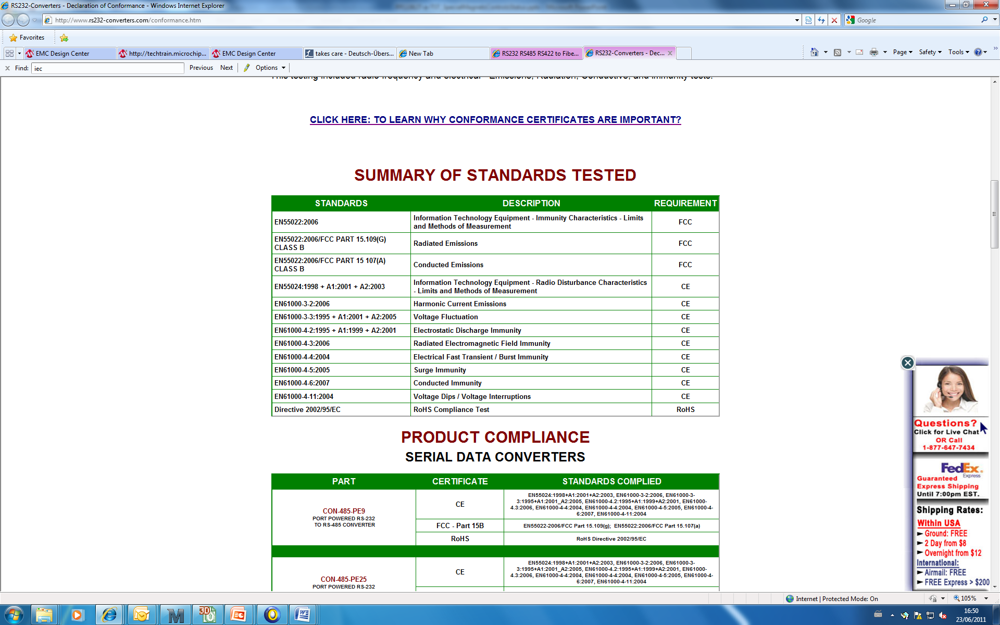 RS232-Converters - Declaration of Conformance - Windows Internet Explorer
http://www.rs232-converters.com/conformance.htm
Google
Favorites
EMC Design Center
http://techtrain.microchip...
EMC Design Center
takes care - Deutsch-Übers...
New Tab
RS232 RS485 RS422 to Fibe...
RS232-Converters - Dec...
Page
Safety
Tools
Find: iec
Previous Next
Options
This testing included radio frequency and electrical - Emissions, Radiation, Conductive, and Immunity tests.
CLICK HERE: TO LEARN WHY CONFORMANCE CERTIFICATES ARE IMPORTANT?
SUMMARY OF STANDARDS TESTED
STANDARDS DESCRIPTION REQUIREMENT
EN55022:2006
Information Technology Equipment - Immunity Characteristics - Limits
and Methods of Measurement
FCC
EN55022:2006/FCC PART 15.109(G)
CLASS B
Radiated Emissions
FCC
EN55022:2006/FCC PART 15 107(A)
CLASS B
Conducted Emissions
FCC
EN55024:1998 + A1:2001 + A2:2003
Information Technology Equipment - Radio Disturbance Characteristics
- Limits and Methods of Measurement
CE
EN61000-3-2:2006 Harmonic Current Emissions CE
EN61000-3-3:1995 + A1:2001 + A2:2005 Voltage Fluctuation CE
EN61000-4-2:1995 + A1:1999 + A2:2001 Electrostatic Discharge Immunity CE
EN61000-4-3:2006 Radiated Electromagnetic Field Immunity CE
EN61000-4-4:2004 Electrical Fast Transient / Burst Immunity CE
EN61000-4-5:2005 Surge Immunity CE
EN61000-4-6:2007 Conducted Immunity CE
EN61000-4-11:2004 Voltage Dips / Voltage Interruptions CE
Directive 2002/95/EC RoHS Compliance Test RoHS
PRODUCT COMPLIANCE
SERIAL DATA CONVERTERS
PART CERTIFICATE STANDARDS COMPLIED
CON-485-PE9
PORT POWERED RS-232
TO RS-485 CONVERTER
CE
EN55024:1998+A1:2001+A2:2003, EN61000-3-2:2006, EN61000-3-
3:1995+A1:2001_A2:2005, EN61000-4.2:1995+A1:1999+A2:2001, EN61000-
4.3:2006, EN61000-4-4:2004, EN61000-4-4:2004, EN61000-4-5:2005, EN61000-4-
6:2007, EN61000-4-11:2004
FCC - Part 15B
EN55022-2006/FCC Part 15.109(g); EN55022:2006/FCC Part 15.107(a)
RoHS
RoHS Directive 2002/95/EC
CON-485-PE25
PORT POWERED RS-232
CE
EN55024:1998+A1:2001+A2:2003, EN61000-3-2:2006, EN61000-3-
3:1995+A1:2001_A2:2005, EN61000-4.2:1995+A1:1999+A2:2001, EN61000-
4.3:2006, EN61000-4-4:2004, EN61000-4-4:2004, EN61000-4-5:2005, EN61000-4-
6:2007, EN61000-4-11:2004
Questions?
Click for Live Chat
OR Call
1-877-647-7434
FedEx.
Express
Guaranteed
Express Shipping
Until 7:00pm EST.
Shipping Rates:
Within USA
► Ground: FREE
► 2 Day from $8
► Overnight from $12
International:
► Airmail: FREE
► FREE Express > $200
Internet | Protected Mode: On
105%
16:50
23/06/2011